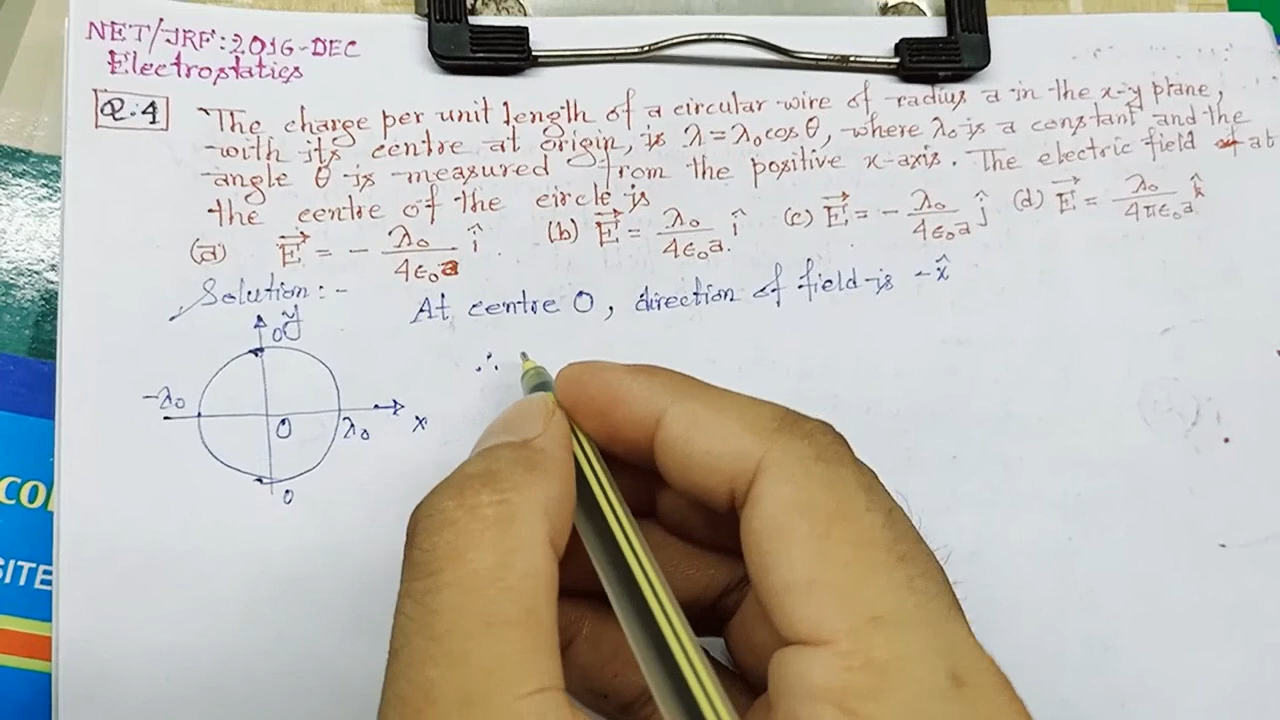 NET/JRF:2016-DEC
Electrostatics
Q.4 The charge per unit length of a circular wire of radius a in the x-y plane,
with its centre at origin, is λ=λ₀cosθ, where λ₀ is a constant and the
angle θ is measured from the positive x-axis. The electric field at
the centre of the circle is
(a) E⃗ = - λ₀/4ϵ₀a î (b) E⃗ = λ₀/4ϵ₀a. î (c) E⃗ = - λ₀/4ϵ₀a ĵ (d) E⃗ = λ₀/4πϵ₀a k̂
Solution:-
At centre O, direction of field is -x̂
∴
y
0
-λ₀
O
λ₀
x
0
CO
SITE